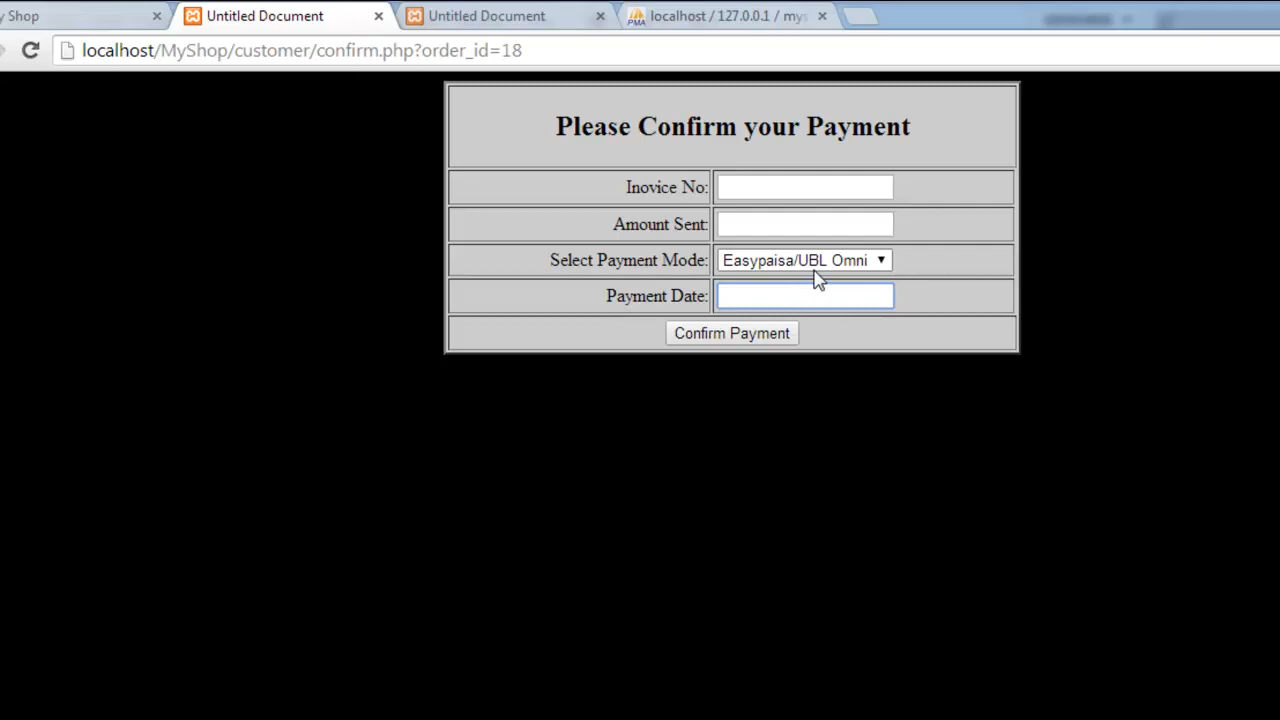 y Shop
Untitled Document
Untitled Document
localhost / 127.0.0.1 / mys
localhost/MyShop/customer/confirm.php?order_id=18
Please Confirm your Payment
Inovice No:
Amount Sent:
Select Payment Mode: Easypaisa/UBL Omni
Payment Date:
Confirm Payment